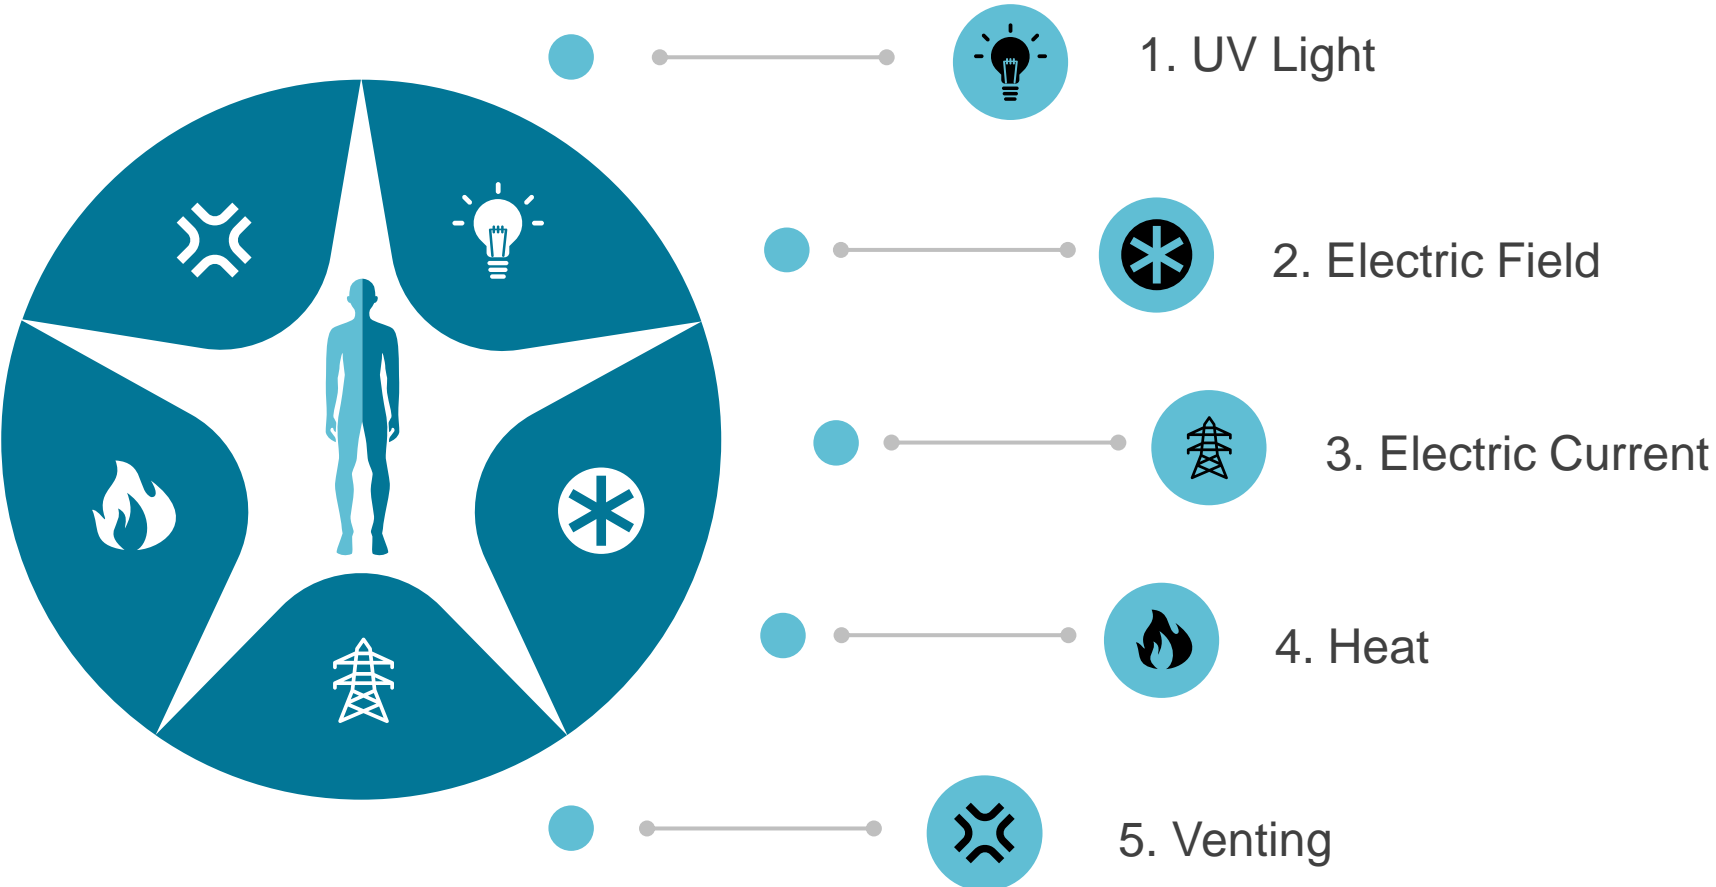 1. UV Light
2. Electric Field
3. Electric Current
4. Heat
5. Venting